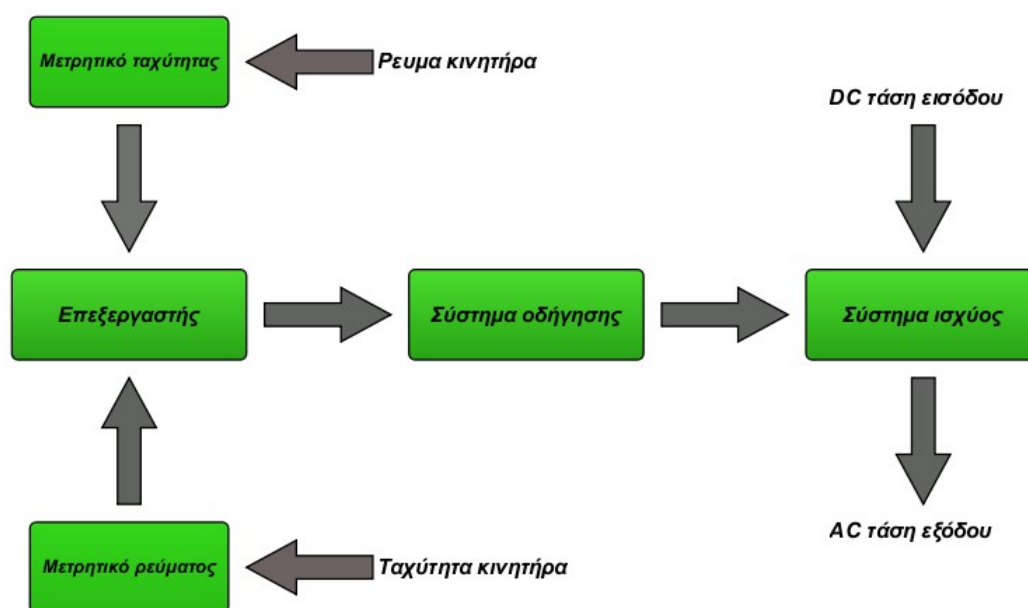 Μετρητικό ταχύτητας
Ρευμα κινητήρα
DC τάση εισόδου
Επεξεργαστής
Σύστημα οδήγησης
Σύστημα ισχύος
AC τάση εξόδου
Μετρητικό ρεύματος
Ταχύτητα κινητήρα